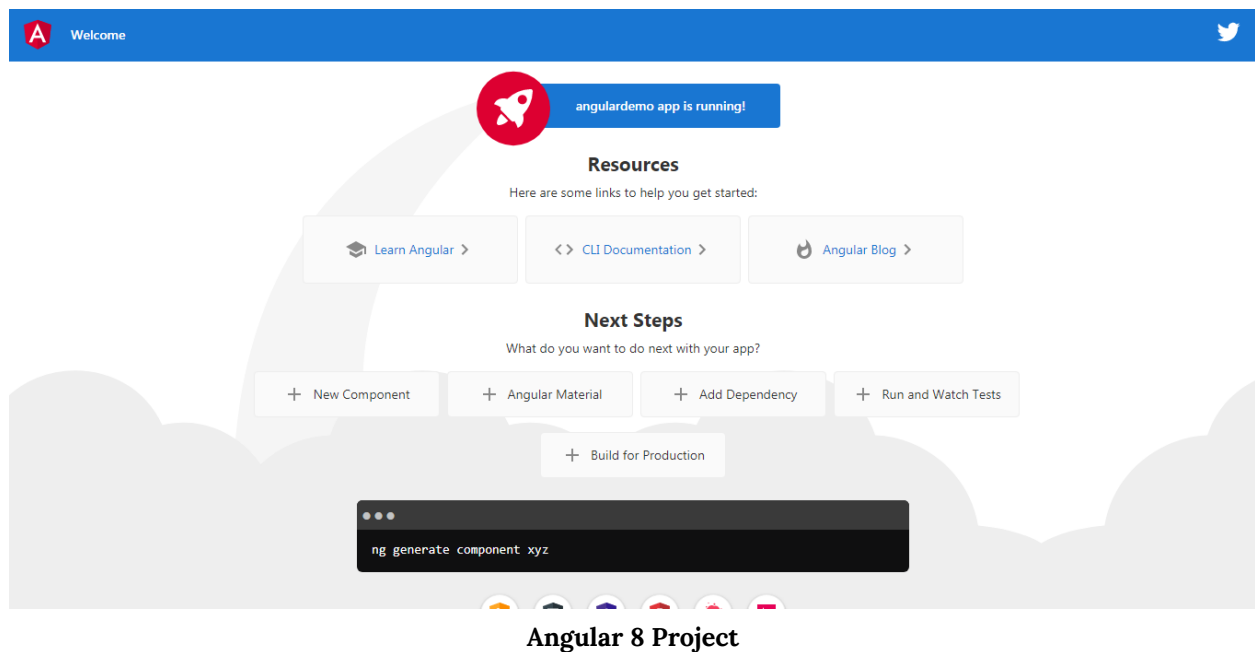 A
Welcome
angulardemo app is running!
Resources
Here are some links to help you get started:
Learn Angular
CLI Documentation
Angular Blog
Next Steps
What do you want to do next with your app?
New Component
Angular Material
Add Dependency
Run and Watch Tests
Build for Production
ng generate component xyz
Angular 8 Project